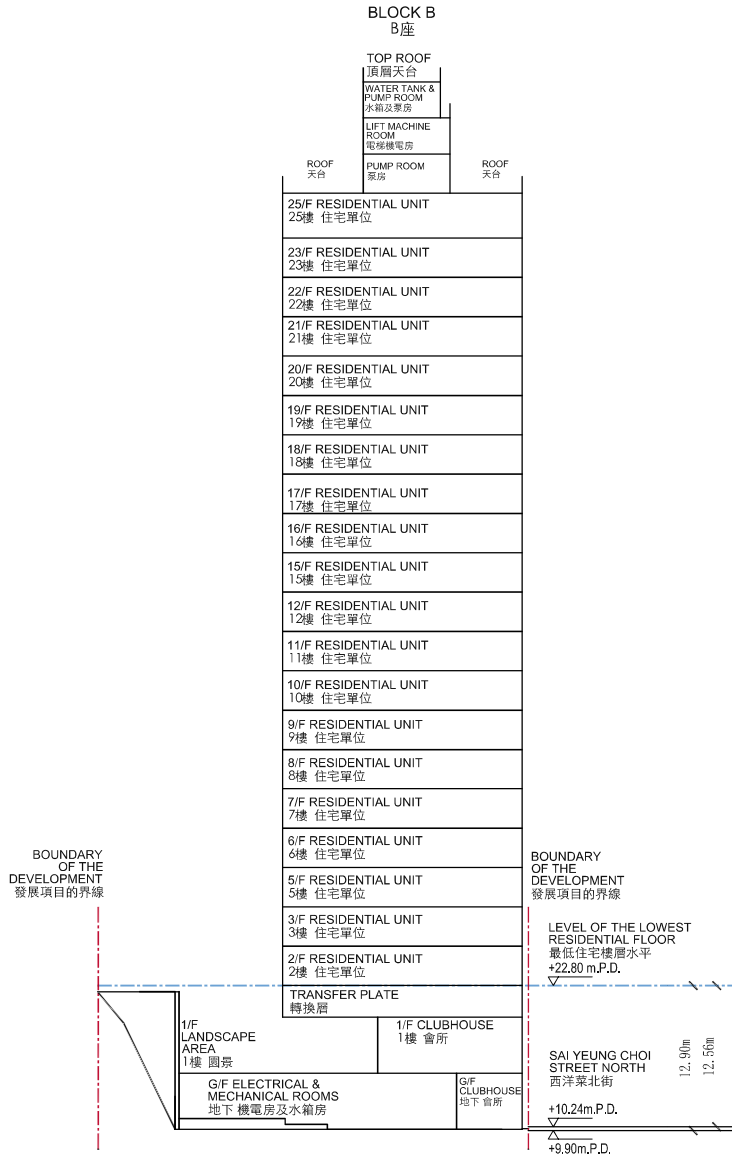 BLOCK B
B座
TOP ROOF
頂層天台
WATER TANK &
PUMP ROOM
水箱及泵房
LIFT MACHINE
ROOM
電梯機電房
ROOF
天台
PUMP ROOM
泵房
ROOF
天台
25/F RESIDENTIAL UNIT
25樓 住宅單位
23/F RESIDENTIAL UNIT
23樓 住宅單位
22/F RESIDENTIAL UNIT
22樓 住宅單位
21/F RESIDENTIAL UNIT
21樓 住宅單位
20/F RESIDENTIAL UNIT
20樓 住宅單位
19/F RESIDENTIAL UNIT
19樓 住宅單位
18/F RESIDENTIAL UNIT
18樓 住宅單位
17/F RESIDENTIAL UNIT
17樓 住宅單位
16/F RESIDENTIAL UNIT
16樓 住宅單位
15/F RESIDENTIAL UNIT
15樓 住宅單位
12/F RESIDENTIAL UNIT
12樓 住宅單位
11/F RESIDENTIAL UNIT
11樓 住宅單位
10/F RESIDENTIAL UNIT
10樓 住宅單位
9/F RESIDENTIAL UNIT
9樓 住宅單位
8/F RESIDENTIAL UNIT
8樓 住宅單位
7/F RESIDENTIAL UNIT
7樓 住宅單位
6/F RESIDENTIAL UNIT
6樓 住宅單位
5/F RESIDENTIAL UNIT
5樓 住宅單位
3/F RESIDENTIAL UNIT
3樓 住宅單位
2/F RESIDENTIAL UNIT
2樓 住宅單位
BOUNDARY
OF THE
DEVELOPMENT
發展項目的界線
BOUNDARY
OF THE
DEVELOPMENT
發展項目的界線
LEVEL OF THE LOWEST
RESIDENTIAL FLOOR
最低住宅樓層水平
+22.80 m.P.D.
TRANSFER PLATE
轉換層
1/F
LANDSCAPE
AREA
1樓 園景
1/F CLUBHOUSE
1樓 會所
G/F ELECTRICAL &
MECHANICAL ROOMS
地下 機電房及水箱房
G/F
CLUBHOUSE
地下 會所
SAI YEUNG CHOI
STREET NORTH
西洋菜北街
+10.24m.P.D.
+9.90m.P.D.
12.90m
12.56m